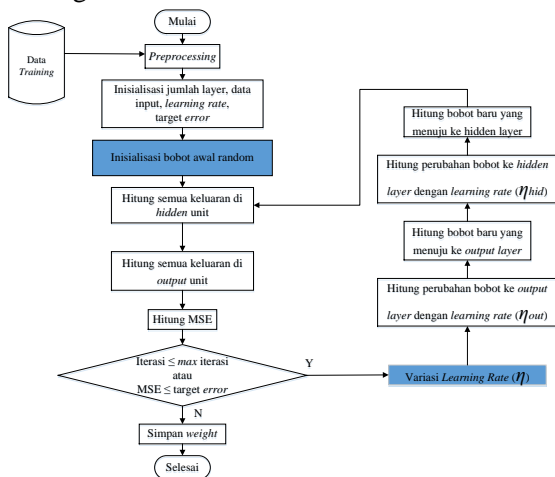 Mulai
Data
Training
Preprocessing
Inisialisasi jumlah layer, data
input, learning rate,
target error
Inisialisasi bobot awal random
Hitung semua keluaran di
hidden unit
Hitung semua keluaran di
output unit
Hitung MSE
Iterasi ≤ max iterasi
atau
MSE ≤ target error
Y
N
Simpan weight
Selesai
Variasi Learning Rate (η)
Hitung perubahan bobot ke output
layer dengan learning rate (ηout)
Hitung bobot baru yang
menuju ke output layer
Hitung perubahan bobot ke hidden
layer dengan learning rate (ηhid)
Hitung bobot baru yang
menuju ke hidden layer